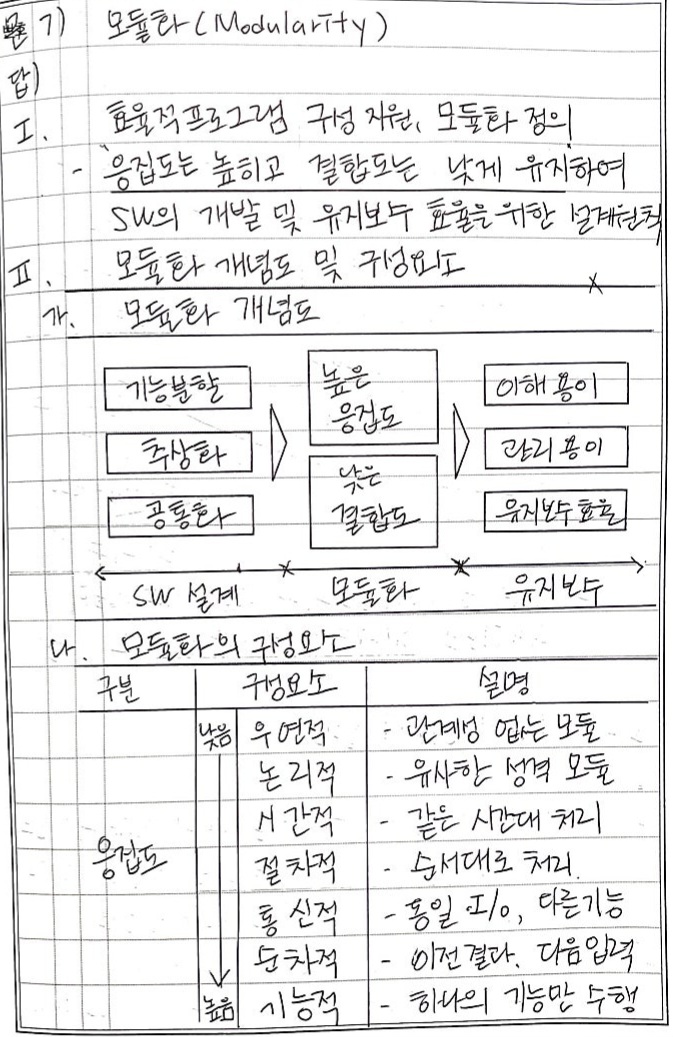 문 7) 모듈화(Modularity)
답)
I. 효율적프로그램 구성 지원, 모듈화 정의
- 응집도는 높히고 결합도는 낮게 유지하여
SW의 개발 및 유지보수 효율을 위한 설계원칙
II. 모듈화 개념도 및 구성요소
가. 모듈화 개념도
기능분할
추상화
공통화
높은
응집도
낮은
결합도
이해 용이
관리 용이
유지보수효율
SW 설계 모듈화 유지보수
나. 모듈화의 구성요소
구분 구성요소 설명
응집도
낮음 우연적 - 관계성 없는 모듈
논리적 - 유사한 성격 모듈
시간적 - 같은 시간대 처리
절차적 - 순서대로 처리.
통신적 - 동일 I/O, 다른기능
순차적 - 이전결과. 다음입력
높음 기능적 - 하나의 기능만 수행